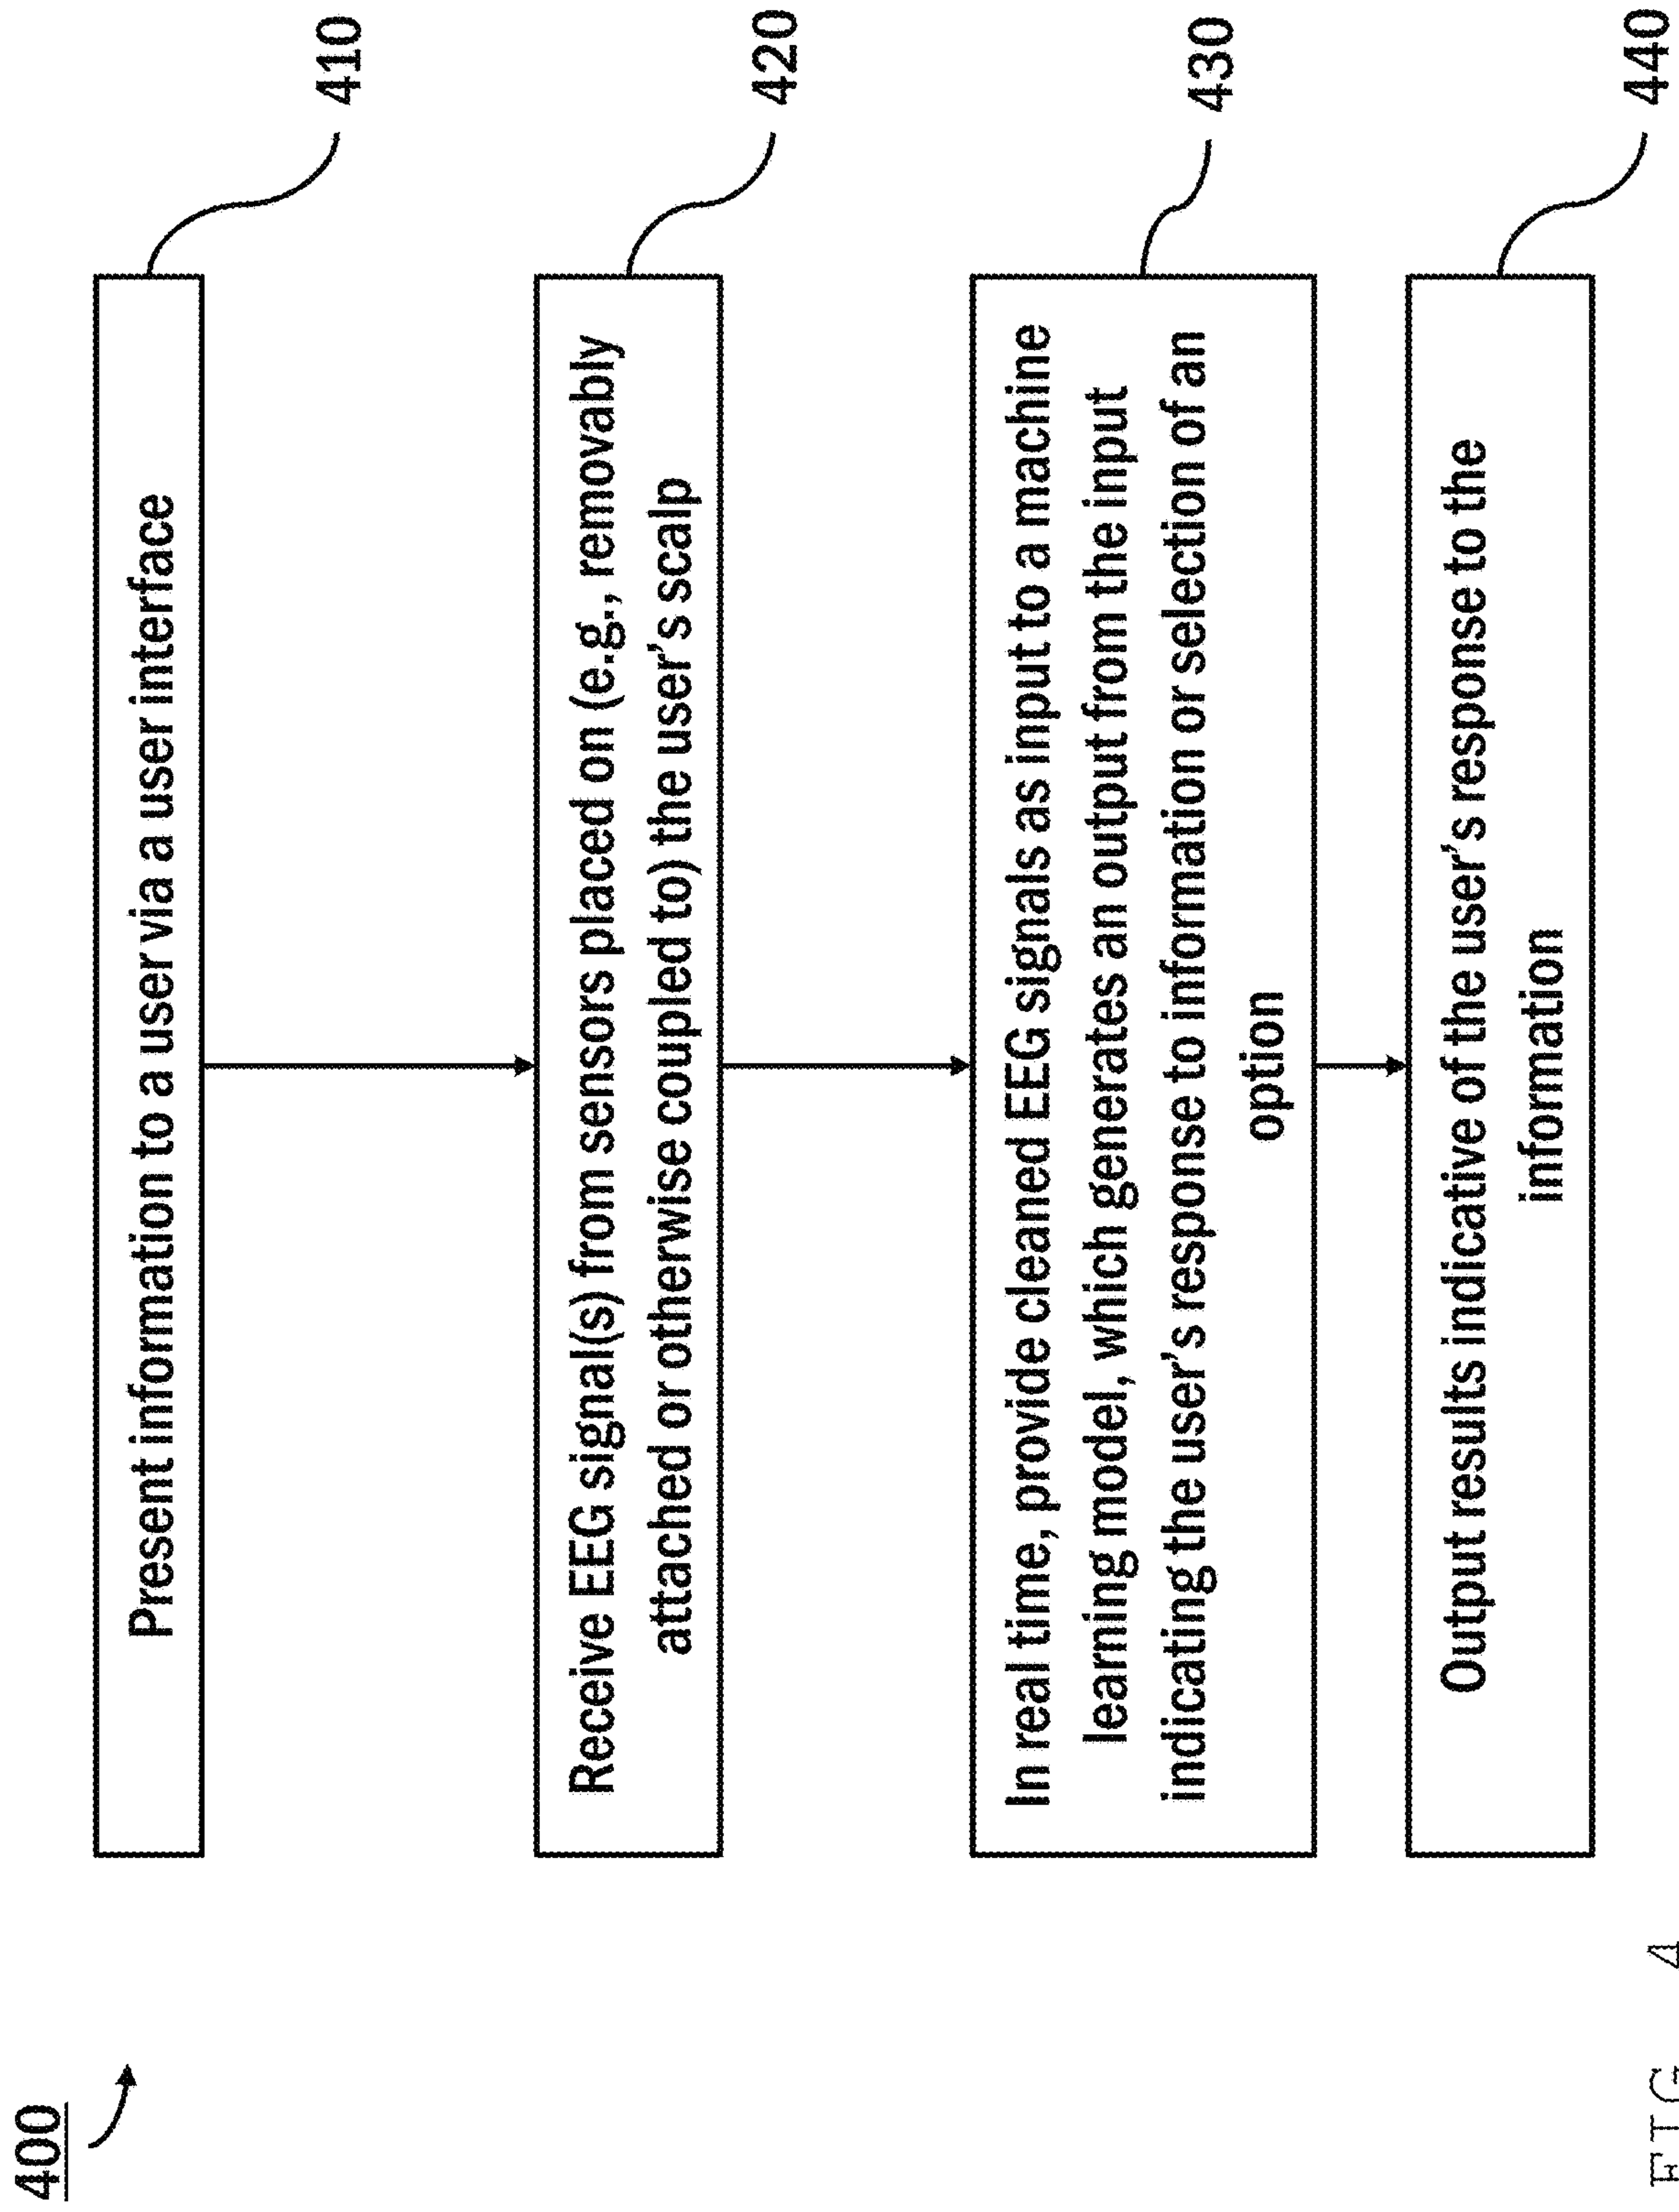 400
Present information to a user via a user interface
410
Receive EEG signal(s) from sensors placed on (e.g., removably
attached or otherwise coupled to) the user's scalp
420
In real time, provide cleaned EEG signals as input to a machine
learning model, which generates an output from the input
indicating the user's response to information or selection of an
option
430
Output results indicative of the user's response to the
information
440
FIG 4